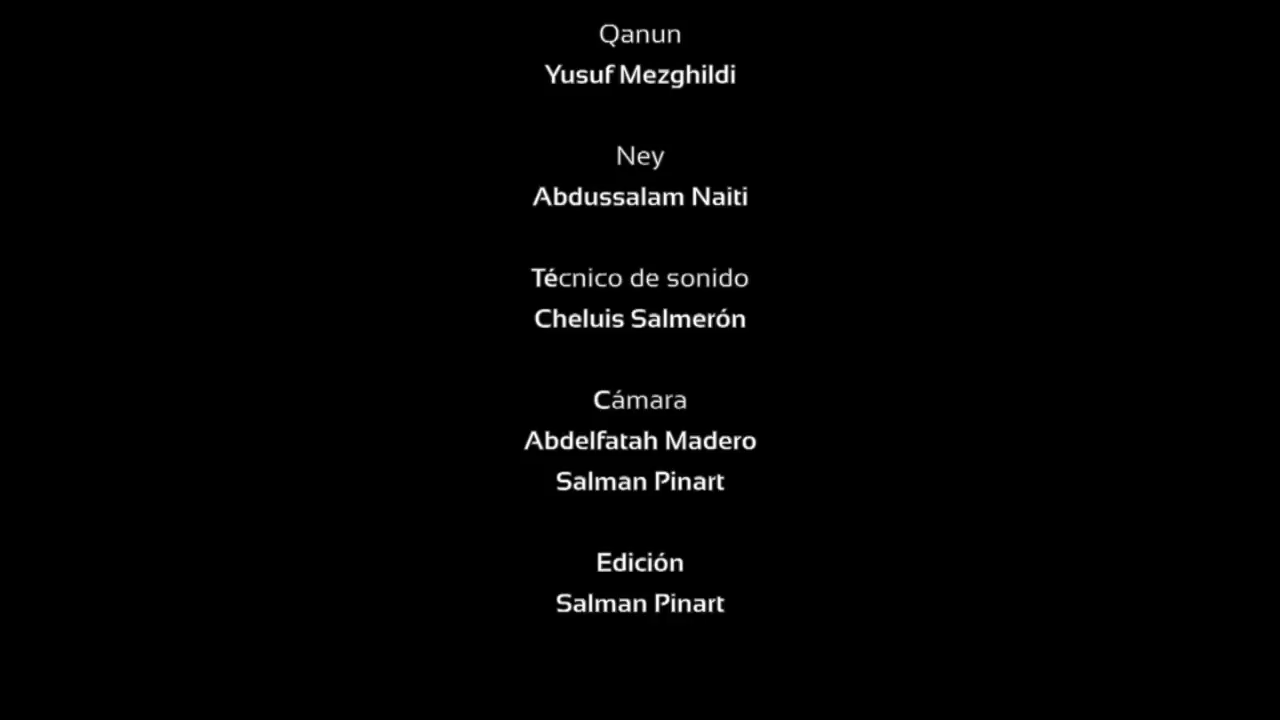 Qanun
Yusuf Mezghildi
Ney
Abdussalam Naiti
Técnico de sonido
Cheluis Salmerón
Cámara
Abdelfatah Madero
Salman Pinart
Edición
Salman Pinart